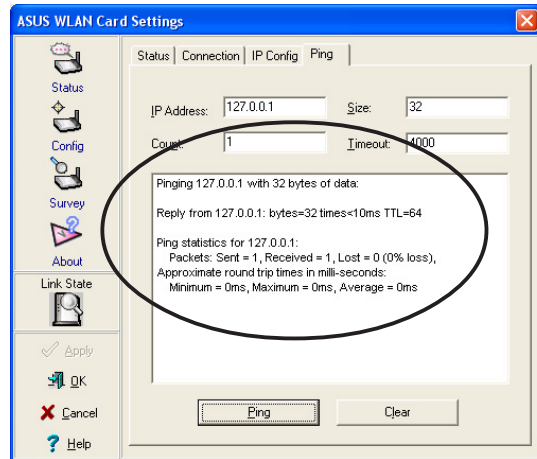 ASUS WLAN Card Settings
Status
Config
Survey
About
Link State
Apply
OK
Cancel
Help
Status Connection IP Config Ping
IP Address: 127.0.0.1 Size: 32
Count: 1 Timeout: 4000
Pinging 127.0.0.1 with 32 bytes of data:
Reply from 127.0.0.1: bytes=32 times<10ms TTL=64
Ping statistics for 127.0.0.1:
Packets: Sent = 1, Received = 1, Lost = 0 (0% loss),
Approximate round trip times in milli-seconds:
Minimum = 0ms, Maximum = 0ms, Average = 0ms
Ping Clear